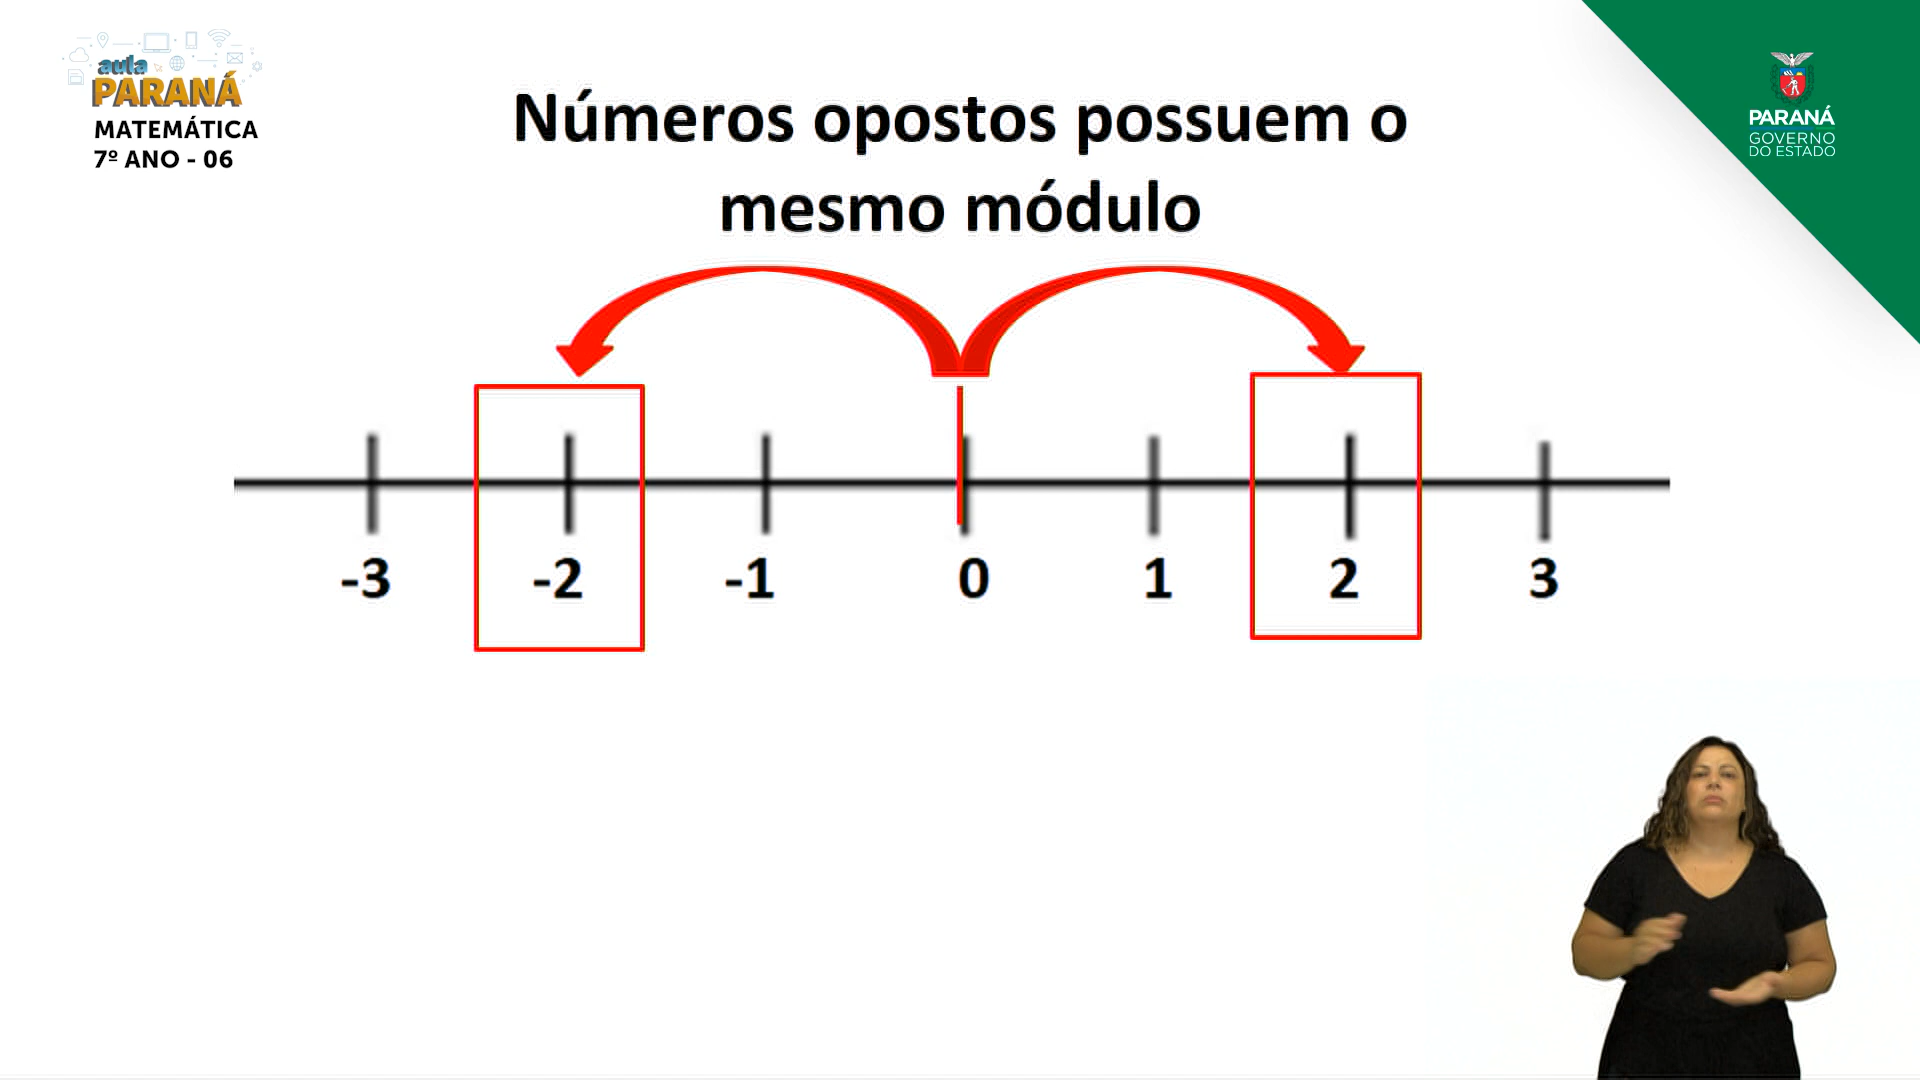 aula
PARANÁ
MATEMÁTICA
7º ANO - 06
Números opostos possuem o
mesmo módulo
PARANÁ
GOVERNO
DO ESTADO
-3 -2 -1 0 1 2 3